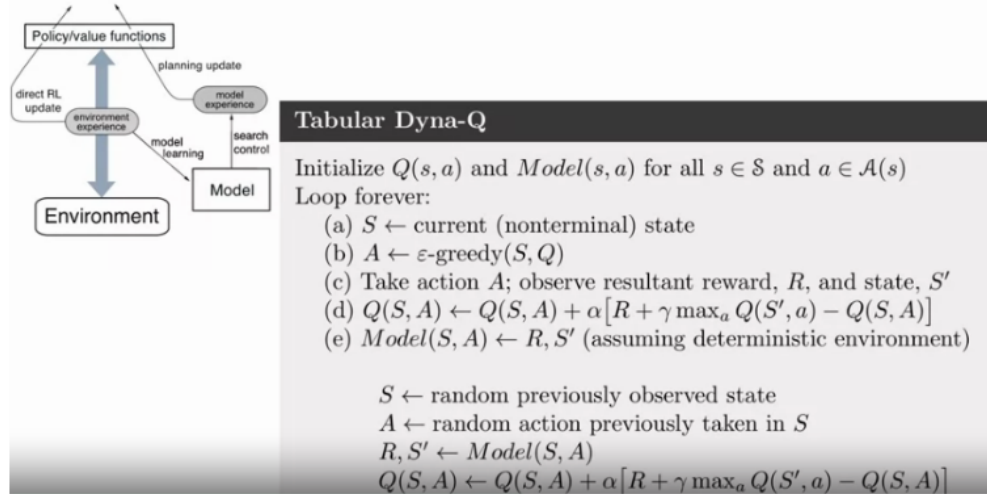 Policy/value functions
planning update
direct RL
update
model
experience
environment
experience
search
control
model
learning
Model
Environment
Tabular Dyna-Q
Initialize Q(s, a) and Model(s, a) for all s ∈ 𝒮 and a ∈ 𝒜(s)
Loop forever:
(a) S ← current (nonterminal) state
(b) A ← ε-greedy(S, Q)
(c) Take action A; observe resultant reward, R, and state, S′
(d) Q(S, A) ← Q(S, A) + α[R + γ maxₐ Q(S′, a) − Q(S, A)]
(e) Model(S, A) ← R, S′ (assuming deterministic environment)
S ← random previously observed state
A ← random action previously taken in S
R, S′ ← Model(S, A)
Q(S, A) ← Q(S, A) + α[R + γ maxₐ Q(S′, a) − Q(S, A)]